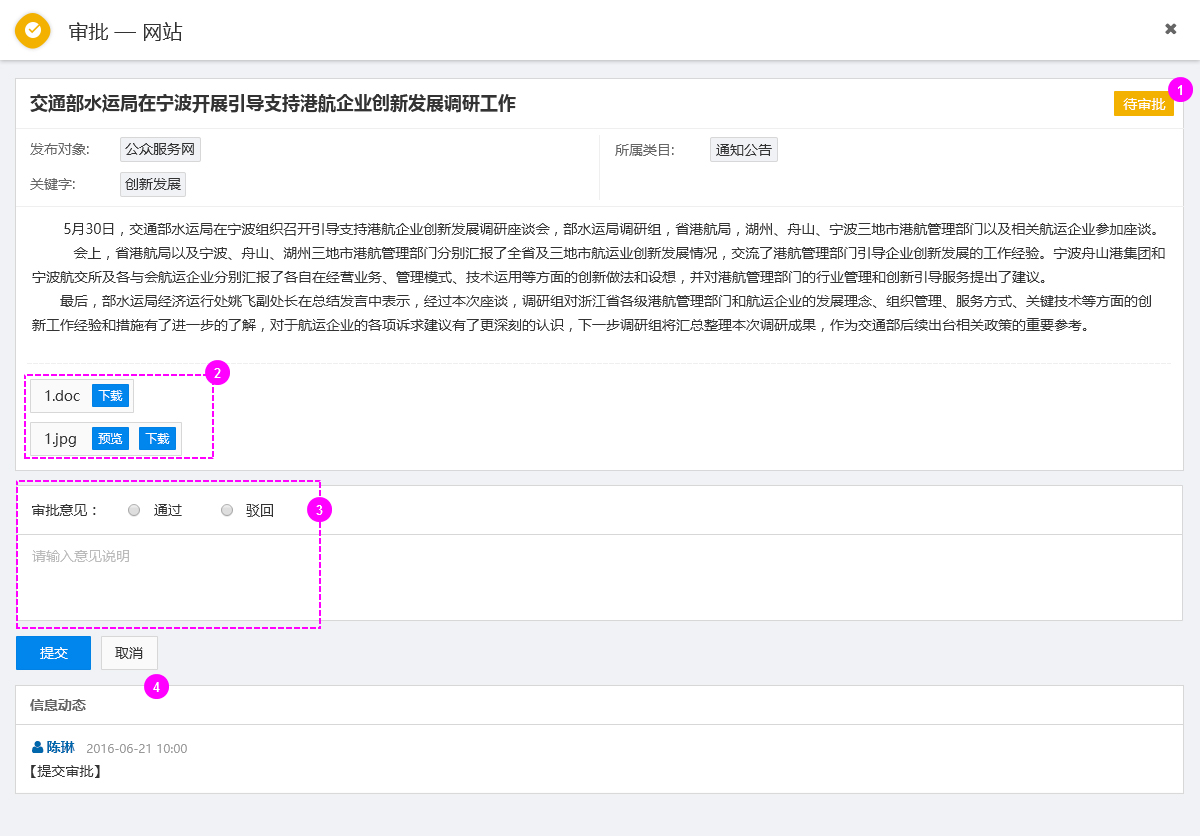 审批 — 网站
交通部水运局在宁波开展引导支持港航企业创新发展调研工作
待审批
1
发布对象: 公众服务网
所属类目: 通知公告
关键字: 创新发展
5月30日，交通部水运局在宁波组织召开引导支持港航企业创新发展调研座谈会，部水运局调研组，省港航局，湖州、舟山、宁波三地市港航管理部门以及相关航运企业参加座谈。
会上，省港航局以及宁波、舟山、湖州三地市港航管理部门分别汇报了全省及三地市航运业创新发展情况，交流了港航管理部门引导企业创新发展的工作经验。宁波舟山港集团和
宁波航交所及各与会航运企业分别汇报了各自在经营业务、管理模式、技术运用等方面的创新做法和设想，并对港航管理部门的行业管理和创新引导服务提出了建议。
最后，部水运局经济运行处姚飞副处长在总结发言中表示，经过本次座谈，调研组对浙江省各级港航管理部门和航运企业的发展理念、组织管理、服务方式、关键技术等方面的创
新工作经验和措施有了进一步的了解，对于航运企业的各项诉求建议有了更深刻的认识，下一步调研组将汇总整理本次调研成果，作为交通部后续出台相关政策的重要参考。
2
1.doc 下载
1.jpg 预览 下载
审批意见： 通过 驳回
3
请输入意见说明
提交 取消
4
信息动态
陈琳 2016-06-21 10:00
【提交审批】